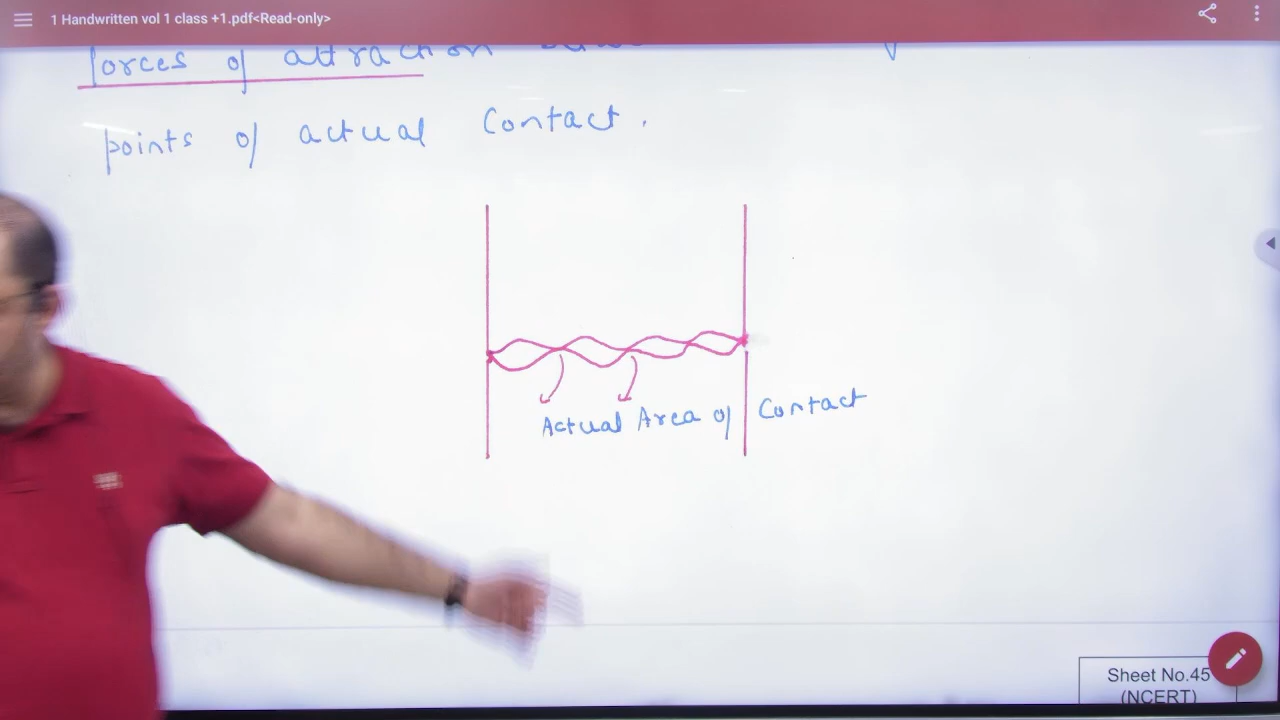 1 Handwritten vol 1 class +1.pdf<Read-only>
forces of attraction
points of actual Contact.
Actual Area of Contact
Sheet No.45
(NCERT)